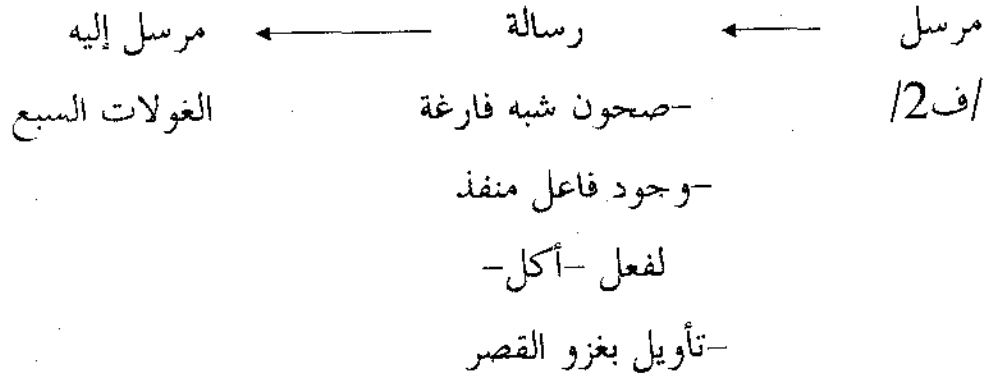 مرسل ← رسالة ← مرسل إليه
/ف2/ -صحون شبه فارغة الغولات السبع
-وجود فاعل منفذ
لفعل -أكل-
-تأويل بغزو القصر